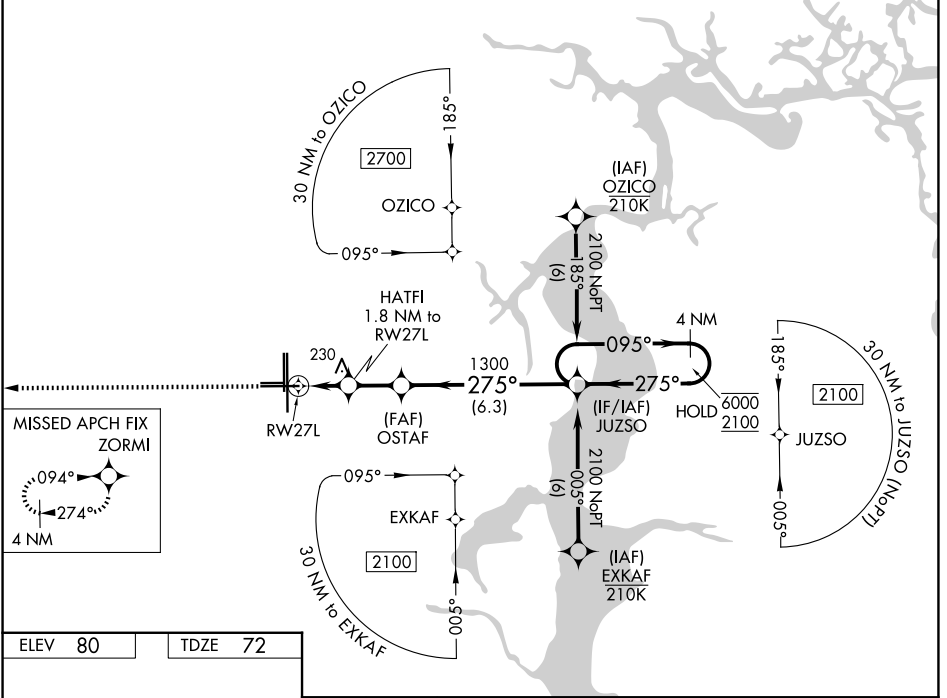 30 NM to OZICO
185°
2700
OZICO
095°
(IAF)
OZICO
210K
2100 NoPT
185°
(6)
HATFI
1.8 NM to
RW27L
230
RW27L
(FAF)
OSTAF
1300
275°
(6.3)
095°
4 NM
275°
(IF/IAF)
JUZSO
HOLD
6000
2100
185°
30 NM to JUZSO (NoPT)
2100
JUZSO
005°
MISSED APCH FIX
ZORMI
094°
274°
4 NM
095°
EXKAF
2100
005°
30 NM to EXKAF
2100 NoPT
005°
(6)
(IAF)
EXKAF
210K
ELEV 80
TDZE 72